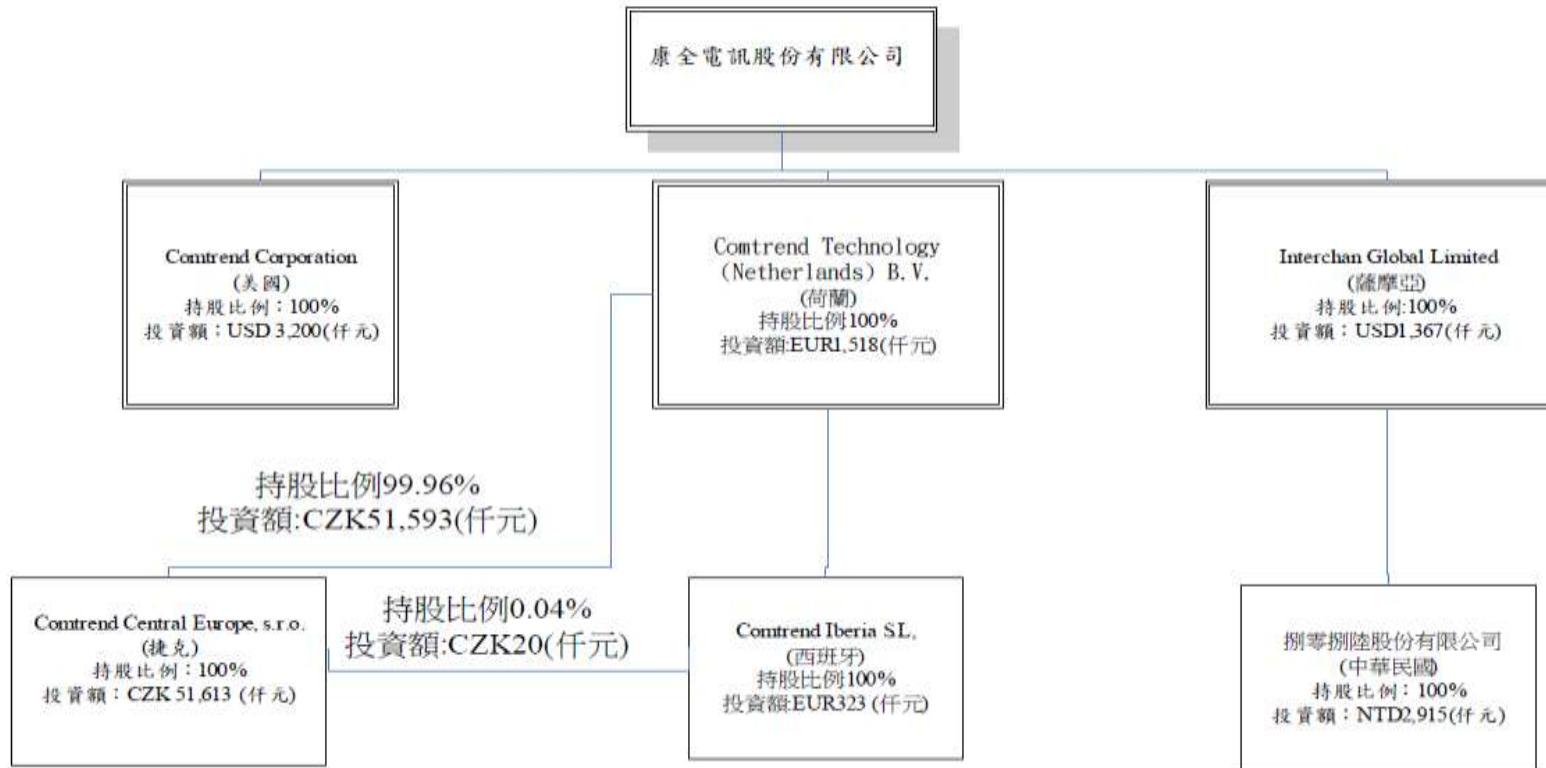 康全電訊股份有限公司
Comtrend Corporation
(美國)
持股比例：100%
投資額：USD 3,200(仟元)
Comtrend Technology
(Netherlands) B.V.
(荷蘭)
持股比例100%
投資額:EUR1,518(仟元)
Interchan Global Limited
(薩摩亞)
持股比例:100%
投資額：USD1,367(仟元)
持股比例99.96%
投資額:CZK51,593(仟元)
Comtrend Central Europe, s.r.o.
(捷克)
持股比例：100%
投資額：CZK 51,613 (仟元)
持股比例0.04%
投資額:CZK20(仟元)
Comtrend Iberia SL,
(西班牙)
持股比例100%
投資額:EUR323 (仟元)
捌零捌陸股份有限公司
(中華民國)
持股比例：100%
投資額：NTD2,915(仟元)